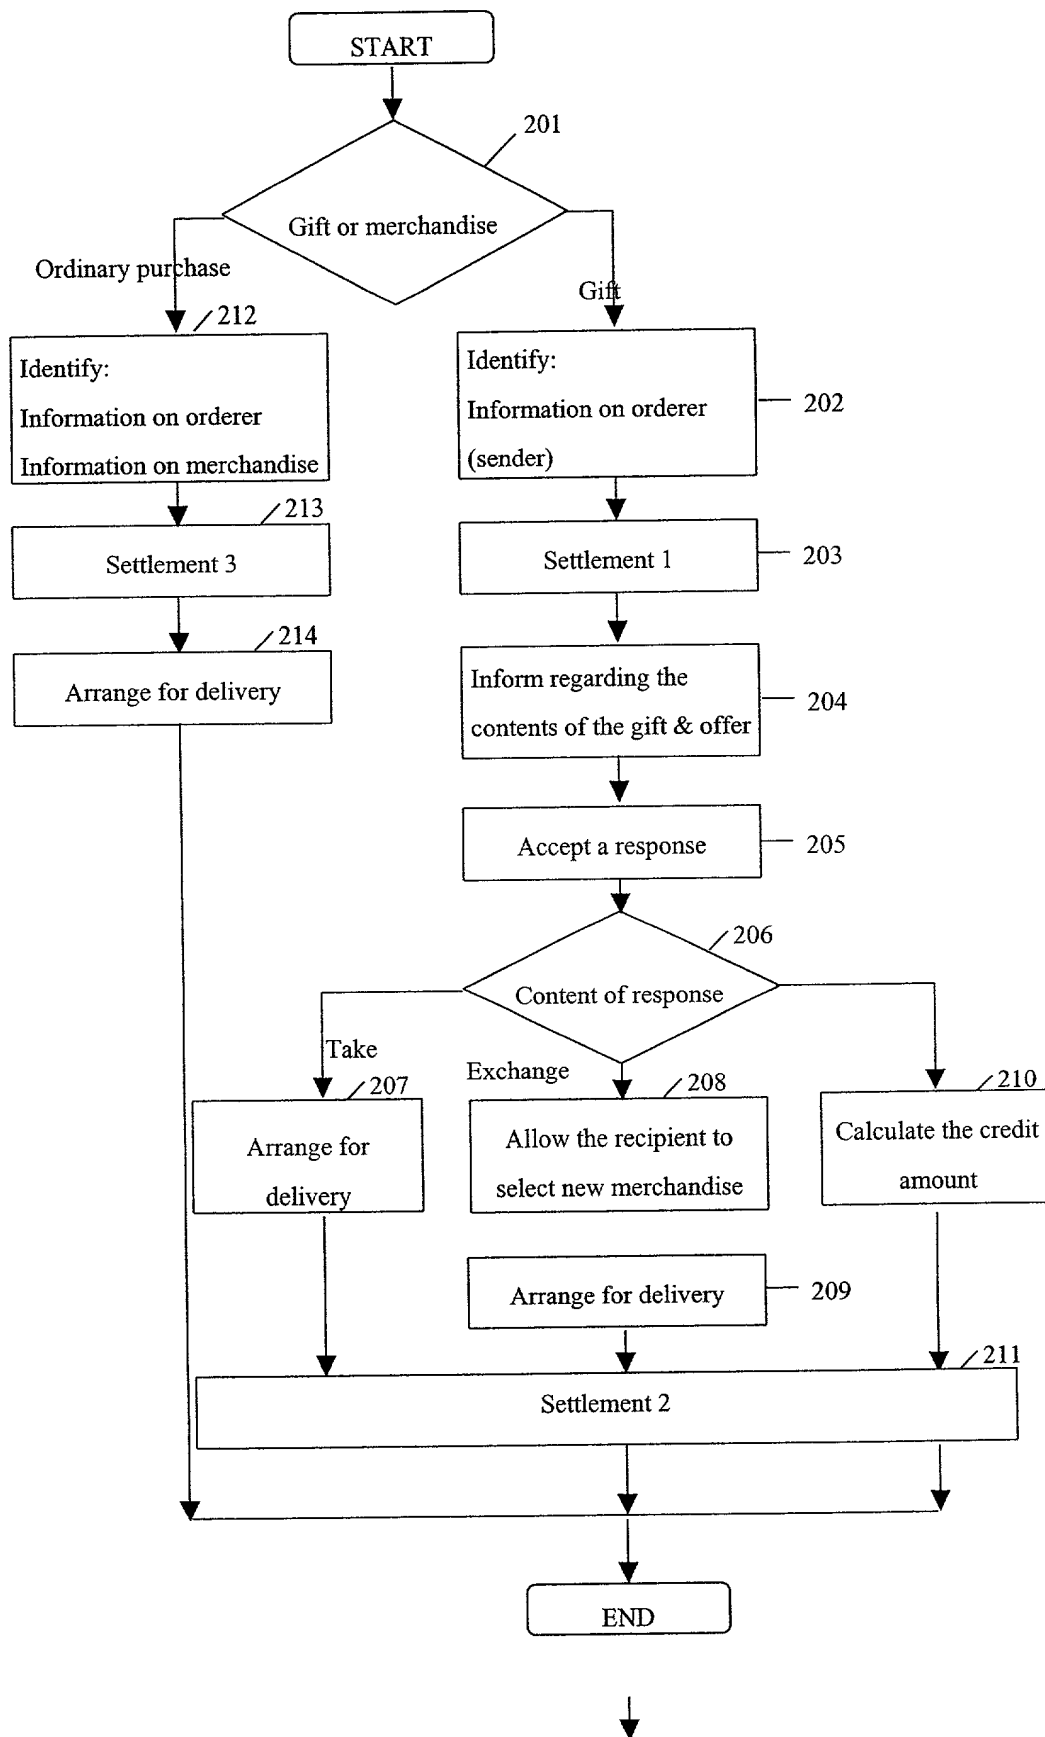 START
201
Gift or merchandise
Ordinary purchase
Gift
212
Identify:
Information on orderer
Information on merchandise
Identify:
Information on orderer
(sender)
202
213
Settlement 3
Settlement 1
203
214
Arrange for delivery
Inform regarding the
contents of the gift & offer
204
Accept a response
205
206
Content of response
Take
Exchange
207
208
210
Arrange for
delivery
Allow the recipient to
select new merchandise
Calculate the credit
amount
Arrange for delivery
209
211
Settlement 2
END